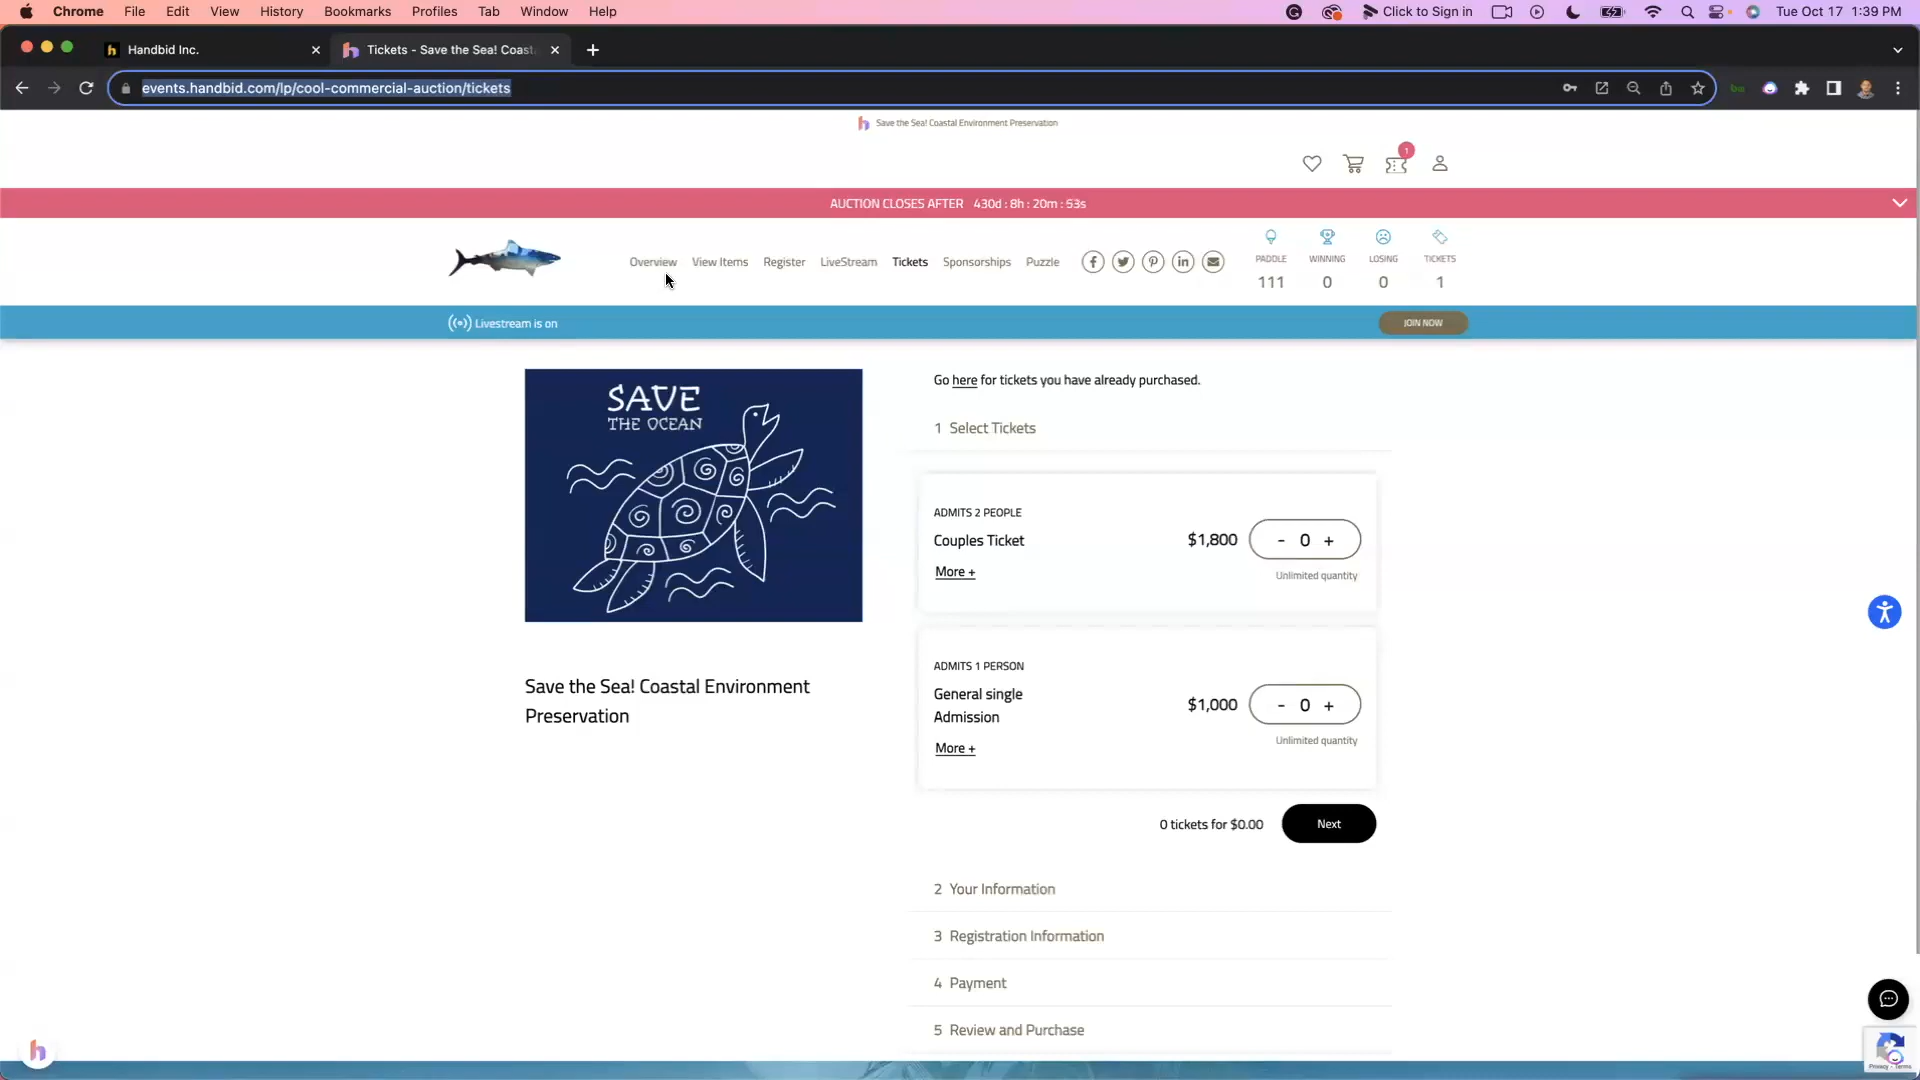 Chrome File Edit View History Bookmarks Profiles Tab Window Help Click to Sign in Tue Oct 17 1:39 PM
Handbid Inc. Tickets - Save the Sea! Coast
events.handbid.com/lp/cool-commercial-auction/tickets
Save the Sea! Coastal Environment Preservation
1
AUCTION CLOSES AFTER 430d : 8h : 20m : 53s
Overview View Items Register LiveStream Tickets Sponsorships Puzzle
PADDLE WINNING LOSING TICKETS
111 0 0 1
Livestream is on JOIN NOW
SAVE
THE OCEAN
Save the Sea! Coastal Environment
Preservation
Go here for tickets you have already purchased.
1 Select Tickets
ADMITS 2 PEOPLE
Couples Ticket $1,800 - 0 +
More + Unlimited quantity
ADMITS 1 PERSON
General single
Admission $1,000 - 0 +
Unlimited quantity
More +
0 tickets for $0.00 Next
2 Your Information
3 Registration Information
4 Payment
5 Review and Purchase
Privacy - Terms